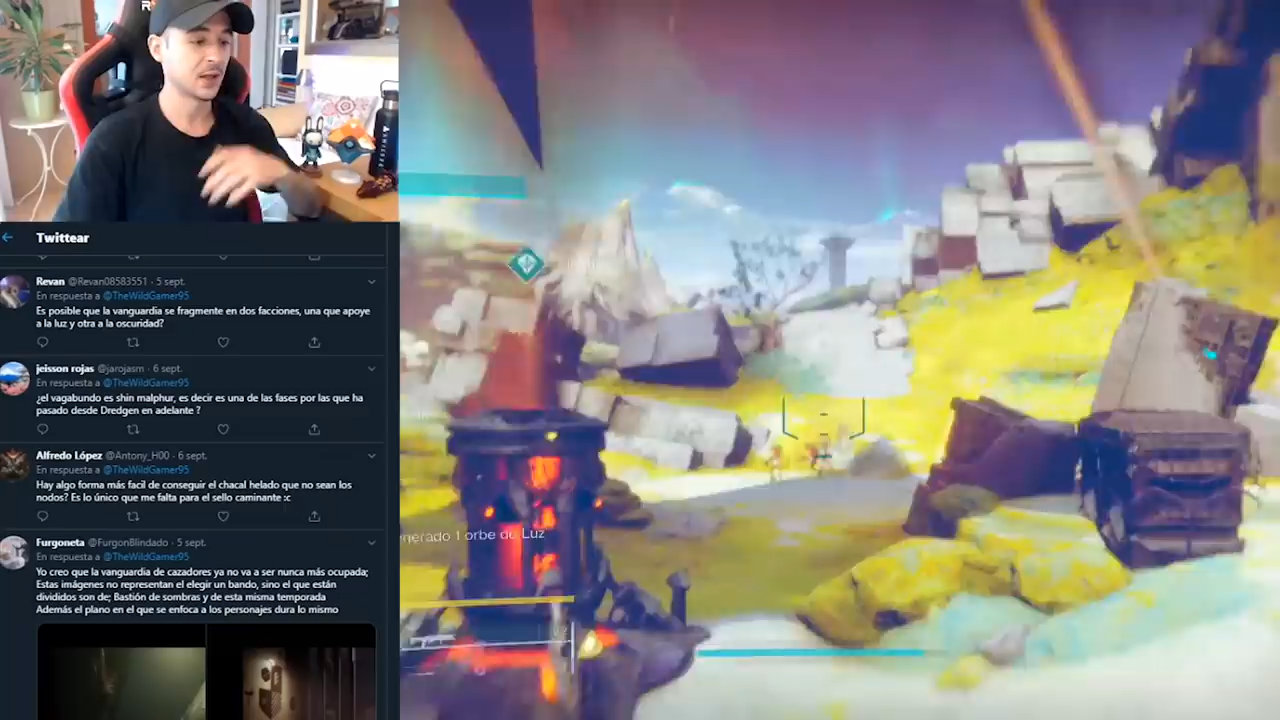 Twittear
Revan @Revan08583551 · 5 sept.
En respuesta a @TheWildGamer95
Es posible que la vanguardia se fragmente en dos facciones, una que apoye
a la luz y otra a la oscuridad?
jeisson rojas @jarojasm · 6 sept.
En respuesta a @TheWildGamer95
¿el vagabundo es shin malphur, es decir es una de las fases por las que ha
pasado desde Dredgen en adelante ?
Alfredo López @Antony_H00 · 6 sept.
En respuesta a @TheWildGamer95
Hay algo forma más facil de conseguir el chacal helado que no sean los
nodos? Es lo único que me falta para el sello caminante :c
Furgoneta @FurgonBlindado · 5 sept.
En respuesta a @TheWildGamer95
Yo creo que la vanguardia de cazadores ya no va a ser nunca más ocupada;
Estas imágenes no representan el elegir un bando, sino el que están
divididos son de; Bastión de sombras y de esta misma temporada
Además el plano en el que se enfoca a los personajes dura lo mismo
nerado 1 orbe de Luz
DESTINY